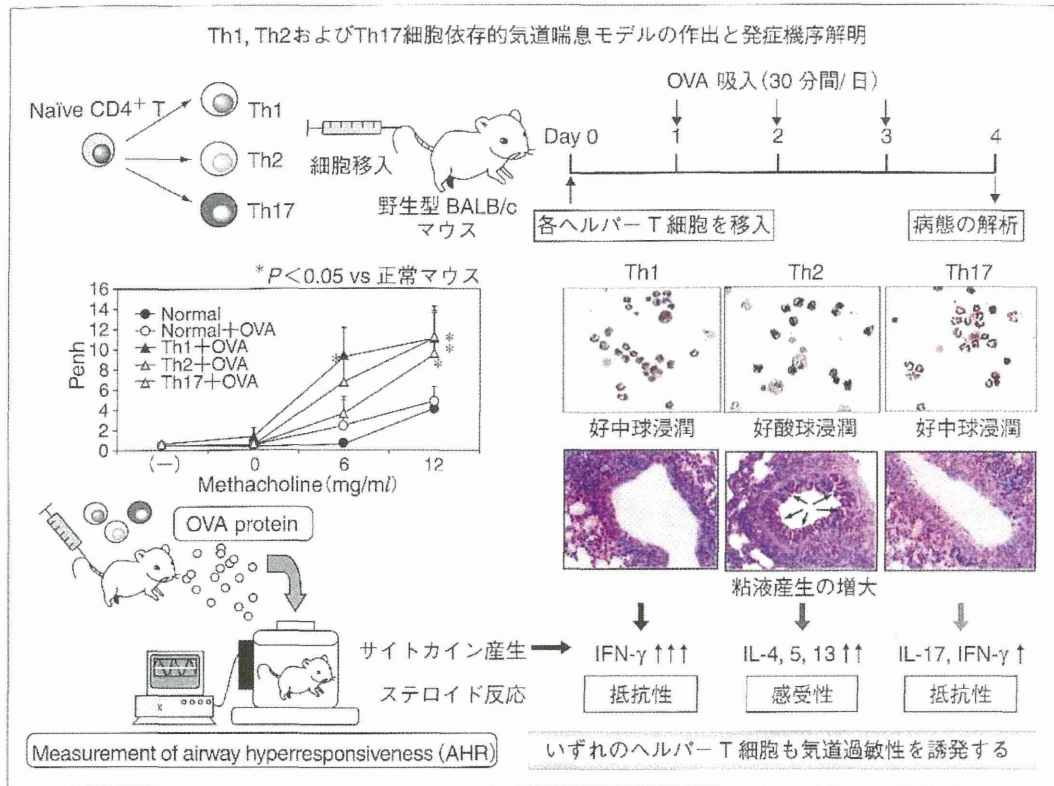 Th1, Th2およびTh17細胞依存的気道喘息モデルの作出と発症機序解明
Naïve CD4+ T
Th1
Th2
Th17
細胞移入
野生型 BALB/c
マウス
OVA 吸入(30 分間/日)
Day 0
1
2
3
4
各ヘルパー T 細胞を移入
病態の解析
*P<0.05 vs 正常マウス
Penh
16
14
12
10
8
6
4
2
0
Normal
Normal+OVA
Th1+OVA
Th2+OVA
Th17+OVA
*
*
*
*
(−)
0
6
12
Methacholine(mg/ml)
Th1
Th2
Th17
好中球浸潤
好酸球浸潤
好中球浸潤
粘液産生の増大
OVA protein
Measurement of airway hyperresponsiveness (AHR)
サイトカイン産生
IFN-γ ↑↑↑
IL-4, 5, 13 ↑↑
IL-17, IFN-γ ↑
ステロイド反応
抵抗性
感受性
抵抗性
いずれのヘルパー T 細胞も気道過敏性を誘発する